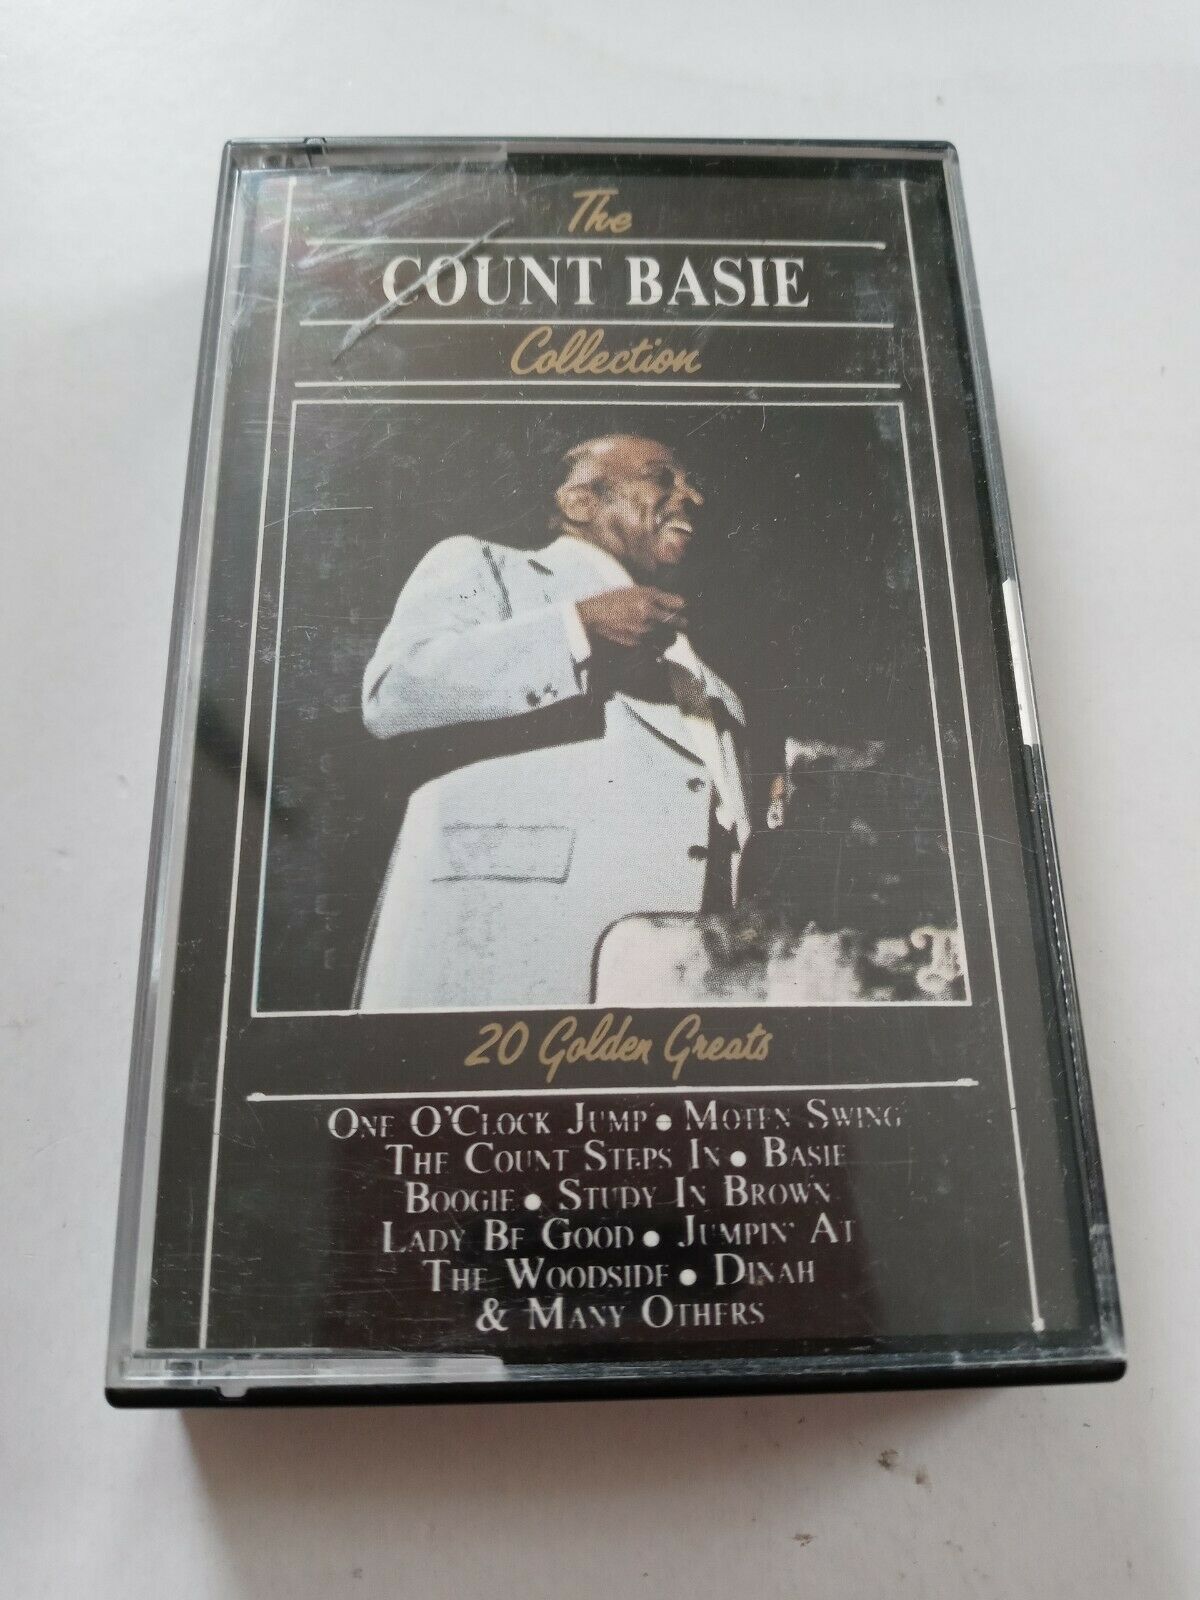 The
COUNT BASIE
Collection
20 Golden Greats
ONE O'CLOCK JUMP • MOTEN SWING
THE COUNT STEPS IN • BASIE
BOOGIE • STUDY IN BROWN
LADY BE GOOD • JUMPIN' AT
THE WOODSIDE • DINAH
& MANY OTHERS